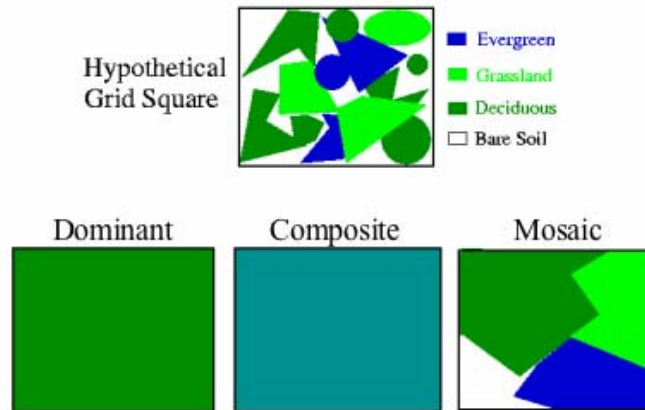 Hypothetical
Grid Square
Evergreen
Grassland
Deciduous
Bare Soil
Dominant
Composite
Mosaic